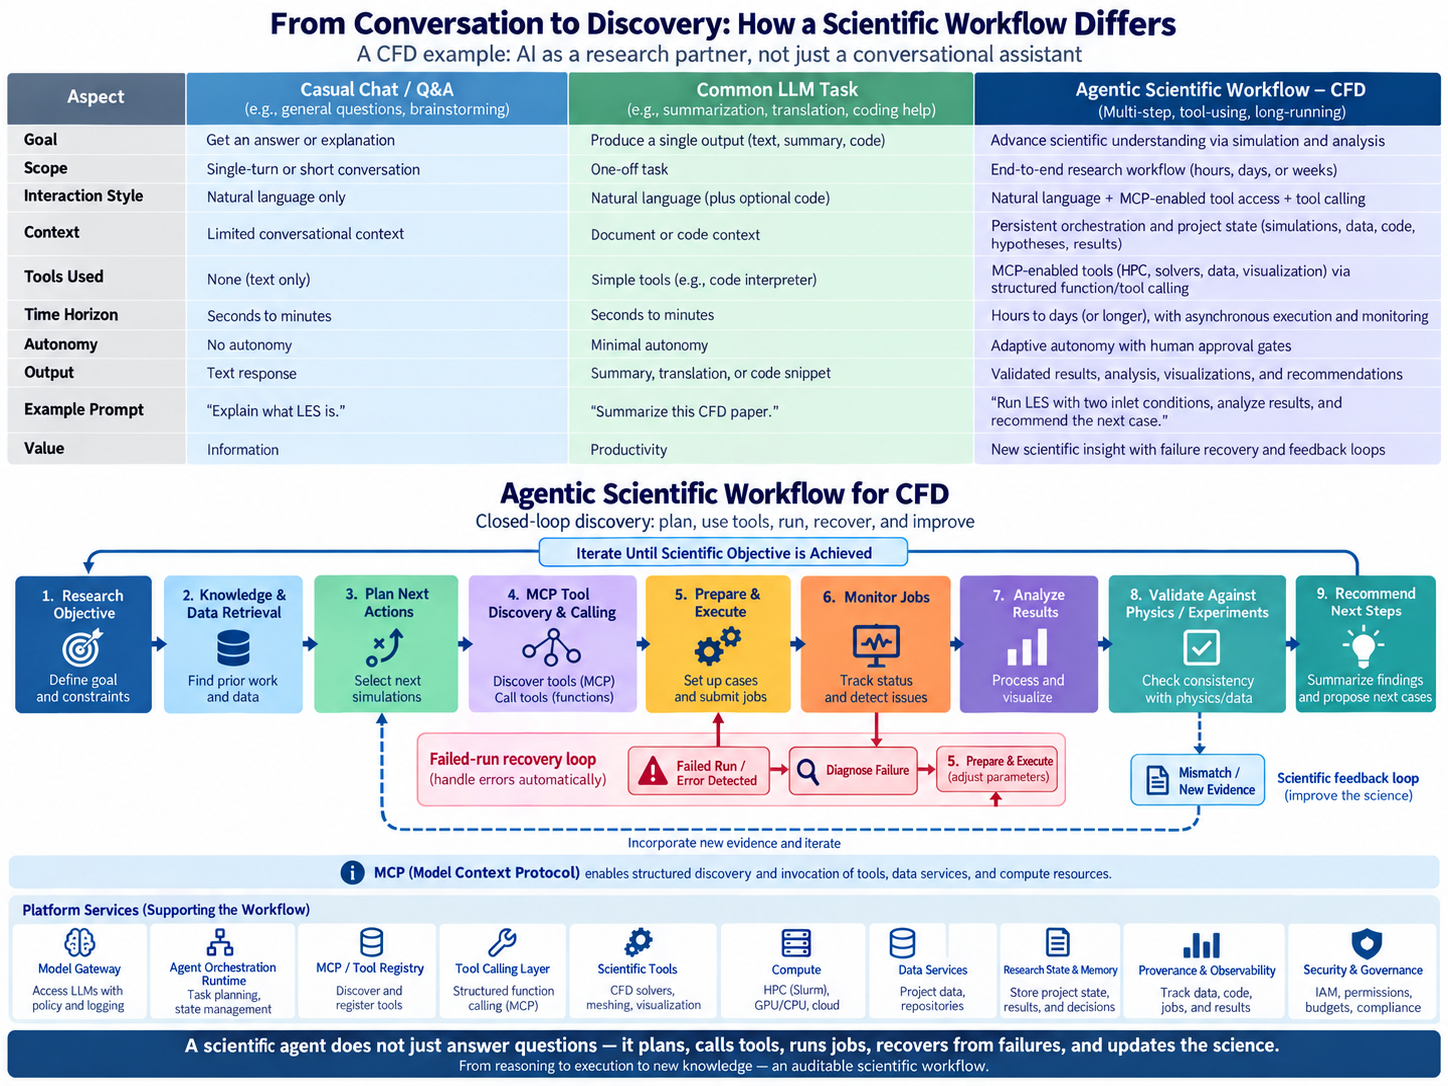 From Conversation to Discovery: How a Scientific Workflow Differs
A CFD example: AI as a research partner, not just a conversational assistant
Aspect
Casual Chat / Q&A
(e.g., general questions, brainstorming)
Common LLM Task
(e.g., summarization, translation, coding help)
Agentic Scientific Workflow – CFD
(Multi-step, tool-using, long-running)
Goal
Get an answer or explanation
Produce a single output (text, summary, code)
Advance scientific understanding via simulation and analysis
Scope
Single-turn or short conversation
One-off task
End-to-end research workflow (hours, days, or weeks)
Interaction Style
Natural language only
Natural language (plus optional code)
Natural language + MCP-enabled tool access + tool calling
Context
Limited conversational context
Document or code context
Persistent orchestration and project state (simulations, data, code,
hypotheses, results)
Tools Used
None (text only)
Simple tools (e.g., code interpreter)
MCP-enabled tools (HPC, solvers, data, visualization) via
structured function/tool calling
Time Horizon
Seconds to minutes
Seconds to minutes
Hours to days (or longer), with asynchronous execution and monitoring
Autonomy
No autonomy
Minimal autonomy
Adaptive autonomy with human approval gates
Output
Text response
Summary, translation, or code snippet
Validated results, analysis, visualizations, and recommendations
Example Prompt
“Explain what LES is.”
“Summarize this CFD paper.”
“Run LES with two inlet conditions, analyze results, and
recommend the next case.”
Value
Information
Productivity
New scientific insight with failure recovery and feedback loops
Agentic Scientific Workflow for CFD
Closed-loop discovery: plan, use tools, run, recover, and improve
Iterate Until Scientific Objective is Achieved
1. Research
Objective
Define goal
and constraints
2. Knowledge &
Data Retrieval
Find prior work
and data
3. Plan Next
Actions
Select next
simulations
4. MCP Tool
Discovery & Calling
Discover tools (MCP)
Call tools (functions)
5. Prepare &
Execute
Set up cases
and submit jobs
6. Monitor Jobs
Track status
and detect issues
7. Analyze
Results
Process and
visualize
8. Validate Against
Physics / Experiments
Check consistency
with physics/data
9. Recommend
Next Steps
Summarize findings
and propose next cases
Failed-run recovery loop
(handle errors automatically)
Failed Run /
Error Detected
Diagnose Failure
5. Prepare & Execute
(adjust parameters)
Mismatch /
New Evidence
Scientific feedback loop
(improve the science)
Incorporate new evidence and iterate
MCP (Model Context Protocol) enables structured discovery and invocation of tools, data services, and compute resources.
Platform Services (Supporting the Workflow)
Model Gateway
Access LLMs with
policy and logging
Agent Orchestration
Runtime
Task planning,
state management
MCP / Tool Registry
Discover and
register tools
Tool Calling Layer
Structured function
calling (MCP)
Scientific Tools
CFD solvers,
meshing, visualization
Compute
HPC (Slurm),
GPU/CPU, cloud
Data Services
Project data,
repositories
Research State & Memory
Store project state,
results, and decisions
Proverance & Observability
Track data, code,
jobs, and results
Security & Governance
IAM, permissions,
budgets, compliance
A scientific agent does not just answer questions — it plans, calls tools, runs jobs, recovers from failures, and updates the science.
From reasoning to execution to new knowledge — an auditable scientific workflow.